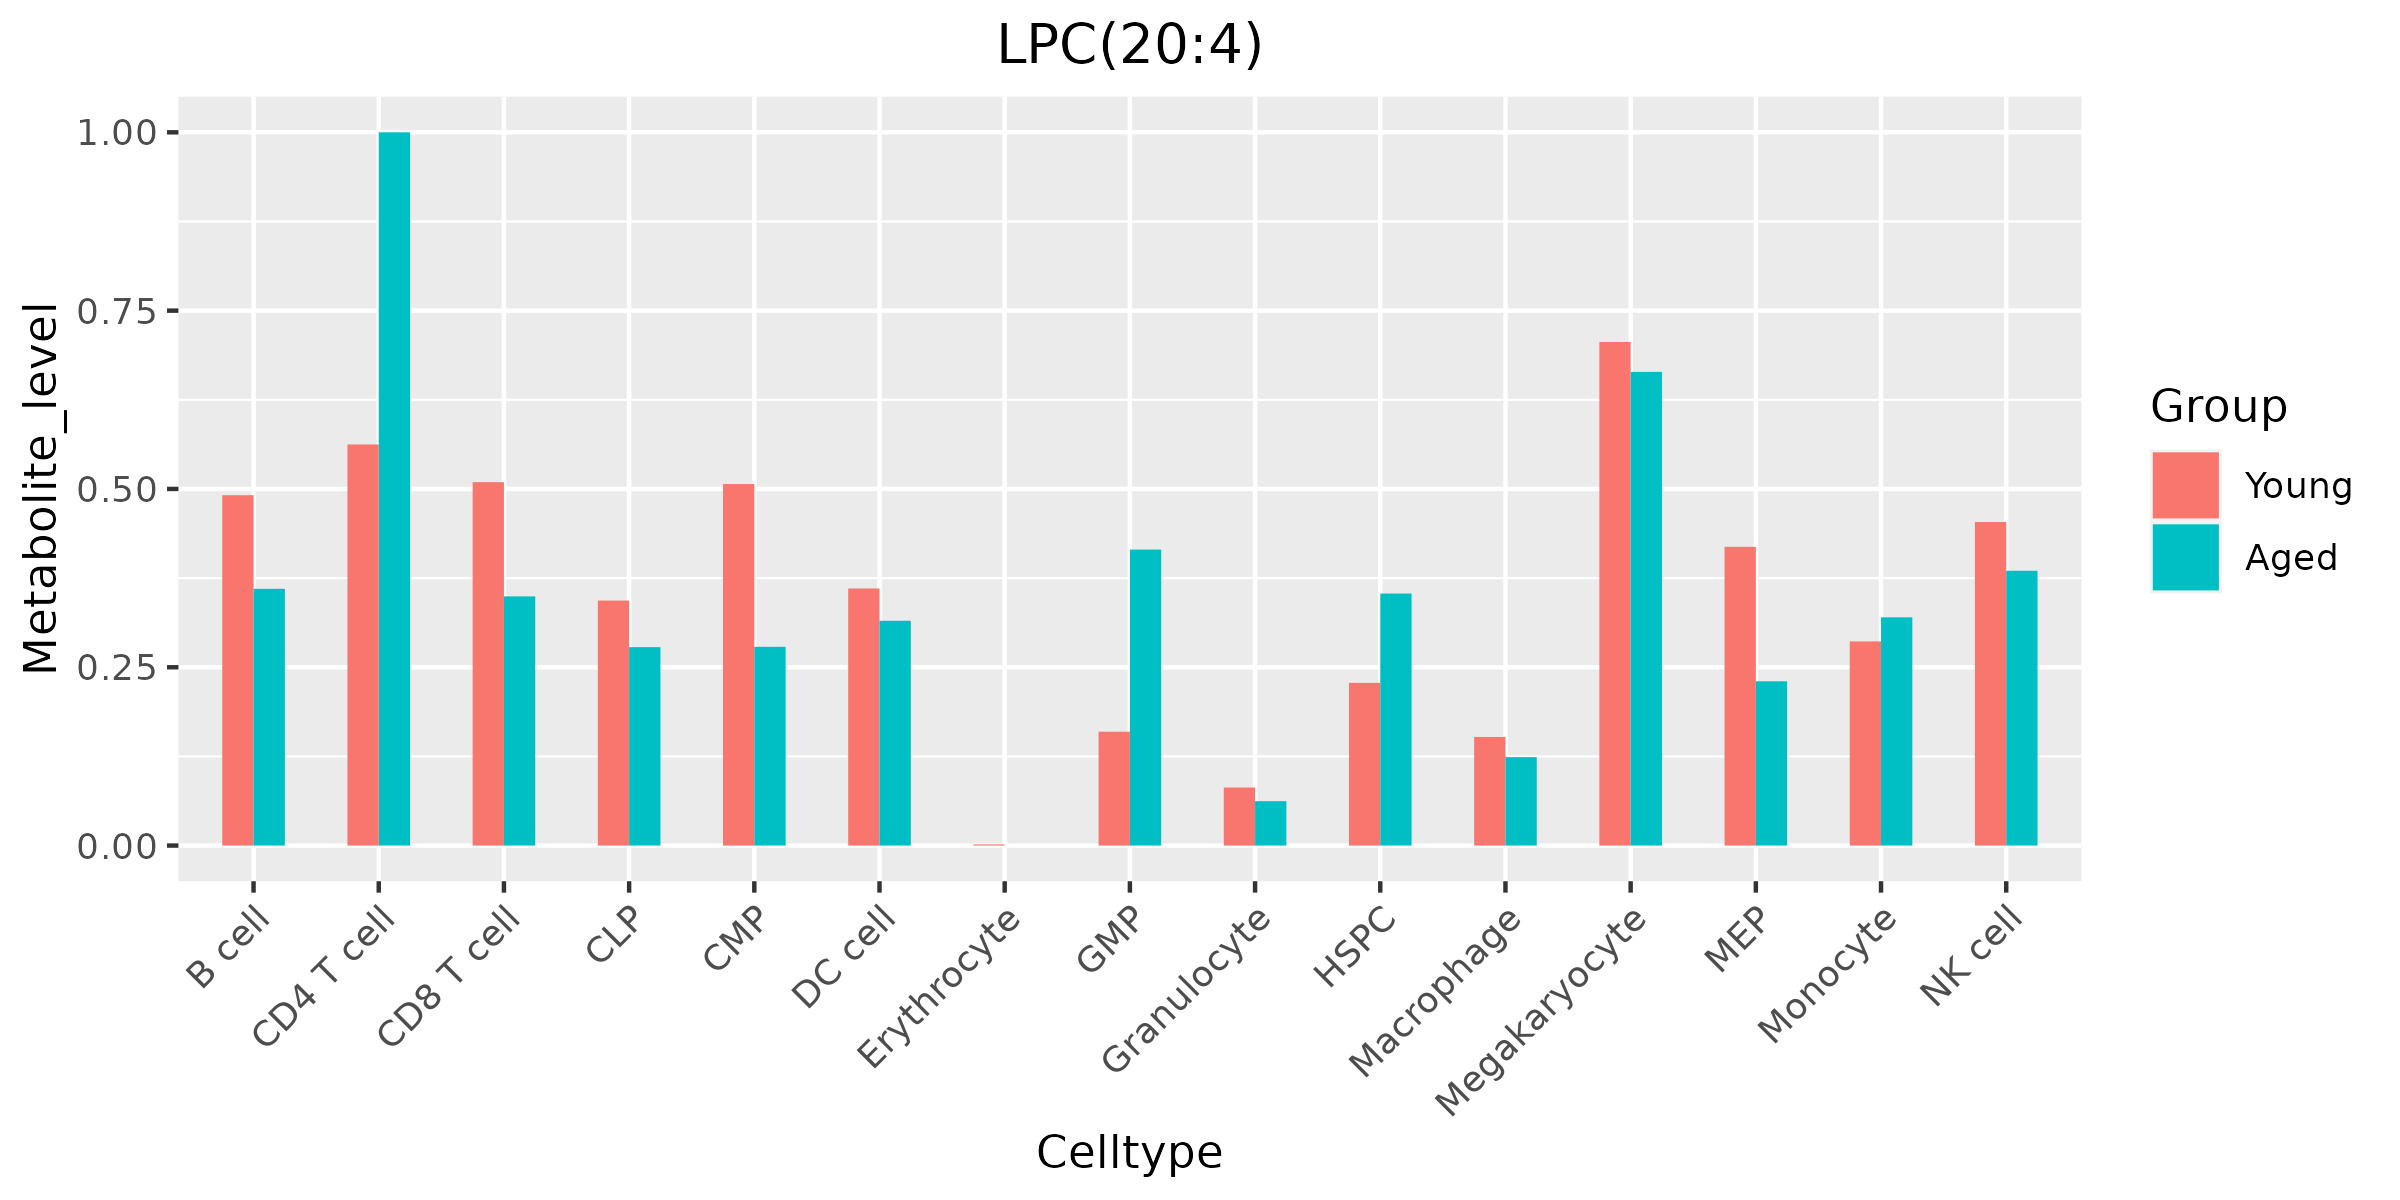 LPC(20:4)
Metabolite_level
1.00
0.75
0.50
0.25
0.00
B cell
CD4 T cell
CD8 T cell
CLP
CMP
DC cell
Erythrocyte
GMP
Granulocyte
HSPC
Macrophage
Megakaryocyte
MEP
Monocyte
NK cell
Celltype
Group
Young
Aged